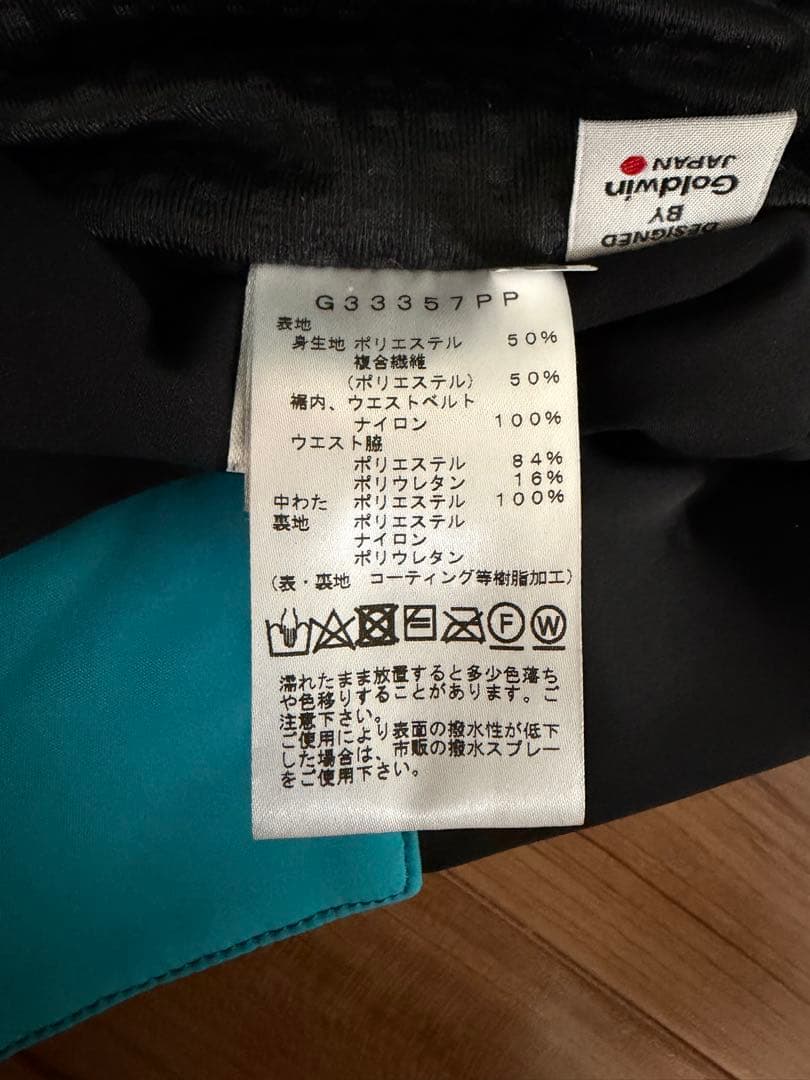 DESIGNED
BY
Goldwin
JAPAN
G33357PP
表地
身生地 ポリエステル 50%
複合繊維
(ポリエステル) 50%
裾内、ウエストベルト
ナイロン 100%
ウエスト脇
ポリエステル 84%
ポリウレタン 16%
中わた ポリエステル 100%
裏地 ポリエステル
ナイロン
ポリウレタン
(表・裏地 コーティング等樹脂加工)
F W
濡れたまま放置すると多少色落ち
や色移りすることがあります。ご
注意下さい。
ご使用により表面の撥水性が低下
した場合は、市販の撥水スプレー
をご使用下さい。